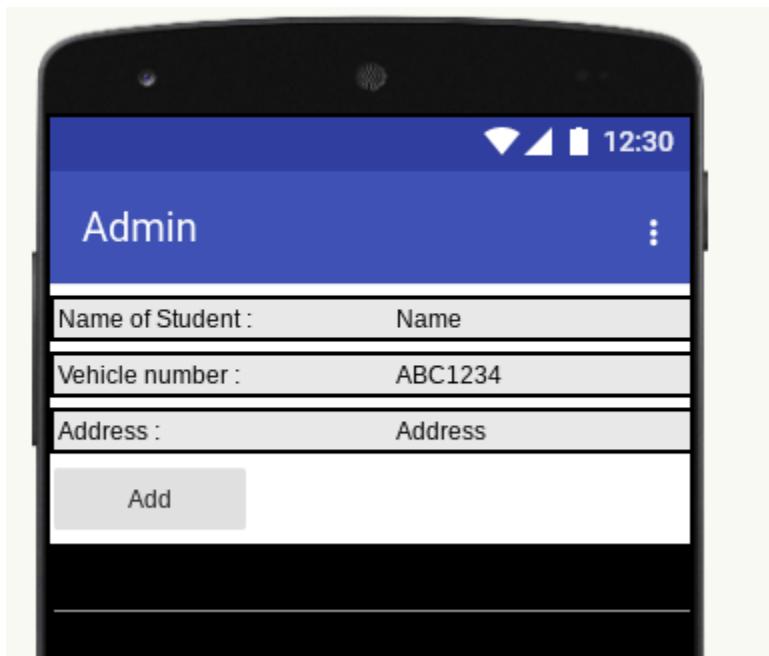 12:30
Admin
Name of Student : Name
Vehicle number : ABC1234
Address : Address
Add